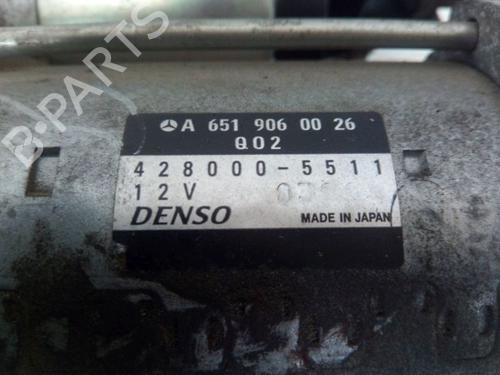 A 651 906 00 26
Q02
428000-5511
12V
DENSO MADE IN JAPAN
B-PARTS